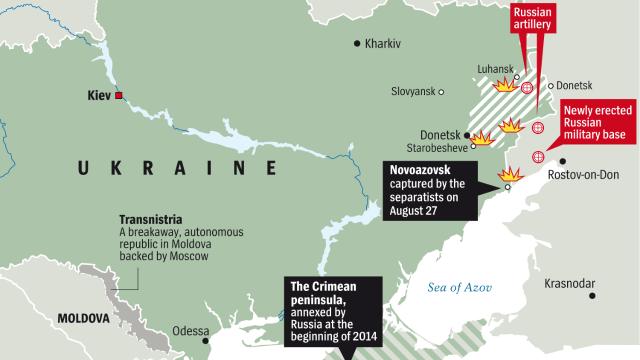 Russian
artillery
Kharkiv
Luhansk
Slovyansk
Donetsk
Kiev
Newly erected
Russian
military base
Donetsk
Starobesheve
UKRAINE
Novoazovsk
captured by the
separatists on
August 27
Rostov-on-Don
Transnistria
A breakaway, autonomous
republic in Moldova
backed by Moscow
The Crimean
peninsula,
annexed by
Russia at the
beginning of 2014
Sea of Azov
Krasnodar
MOLDOVA
Odessa